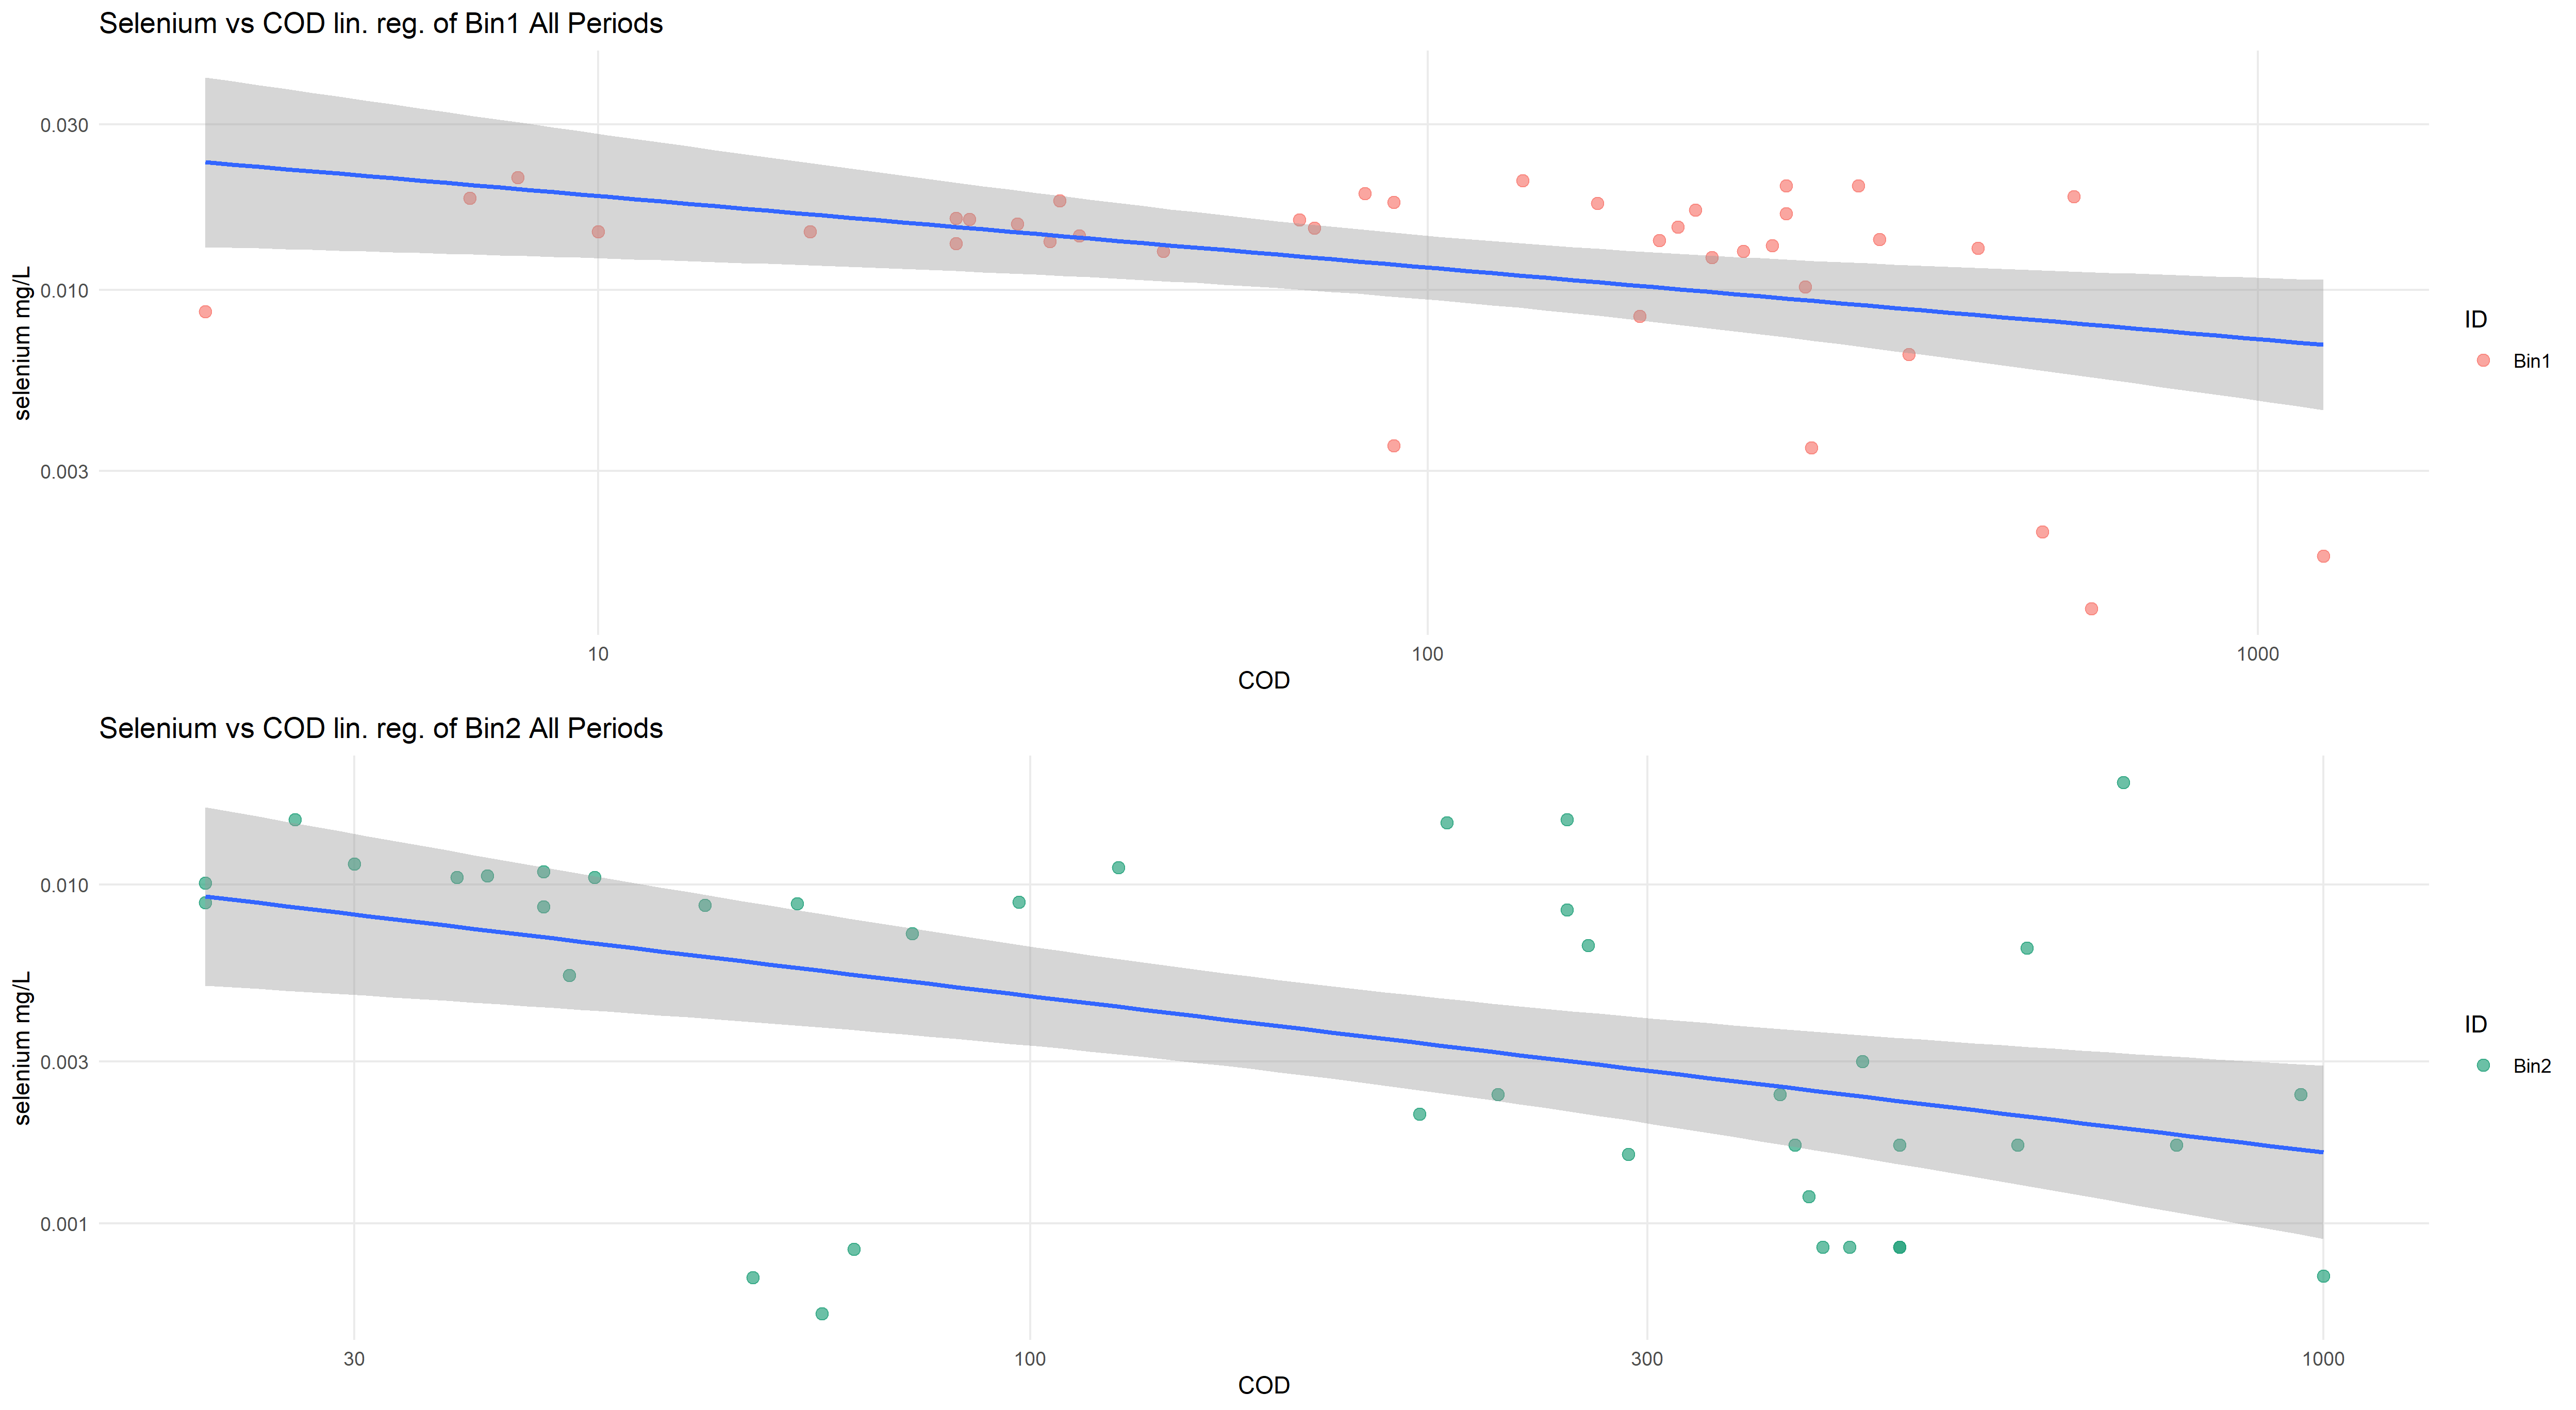 Selenium vs COD lin. reg. of Bin1 All Periods
0.030
0.010
0.003
selenium mg/L
10
100
1000
COD
ID
Bin1
Selenium vs COD lin. reg. of Bin2 All Periods
0.010
0.003
0.001
selenium mg/L
30
100
300
1000
COD
ID
Bin2